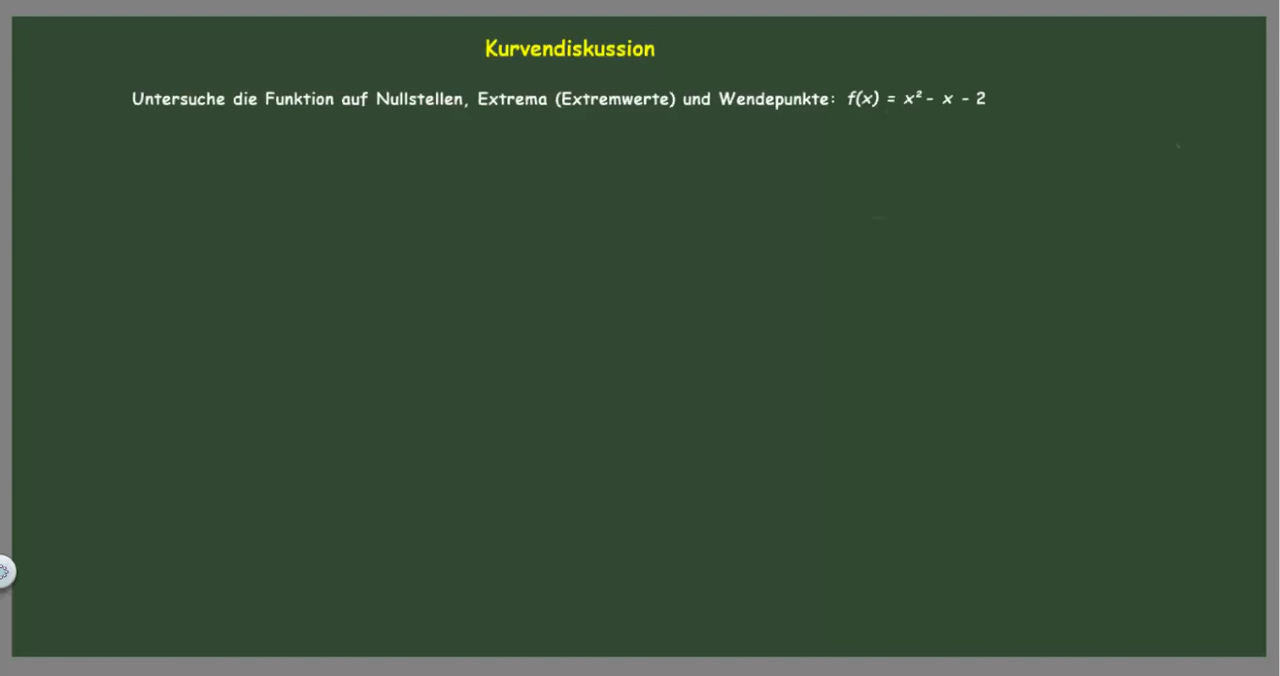 Kurvendiskussion
Untersuche die Funktion auf Nullstellen, Extrema (Extremwerte) und Wendepunkte: f(x) = x² - x - 2